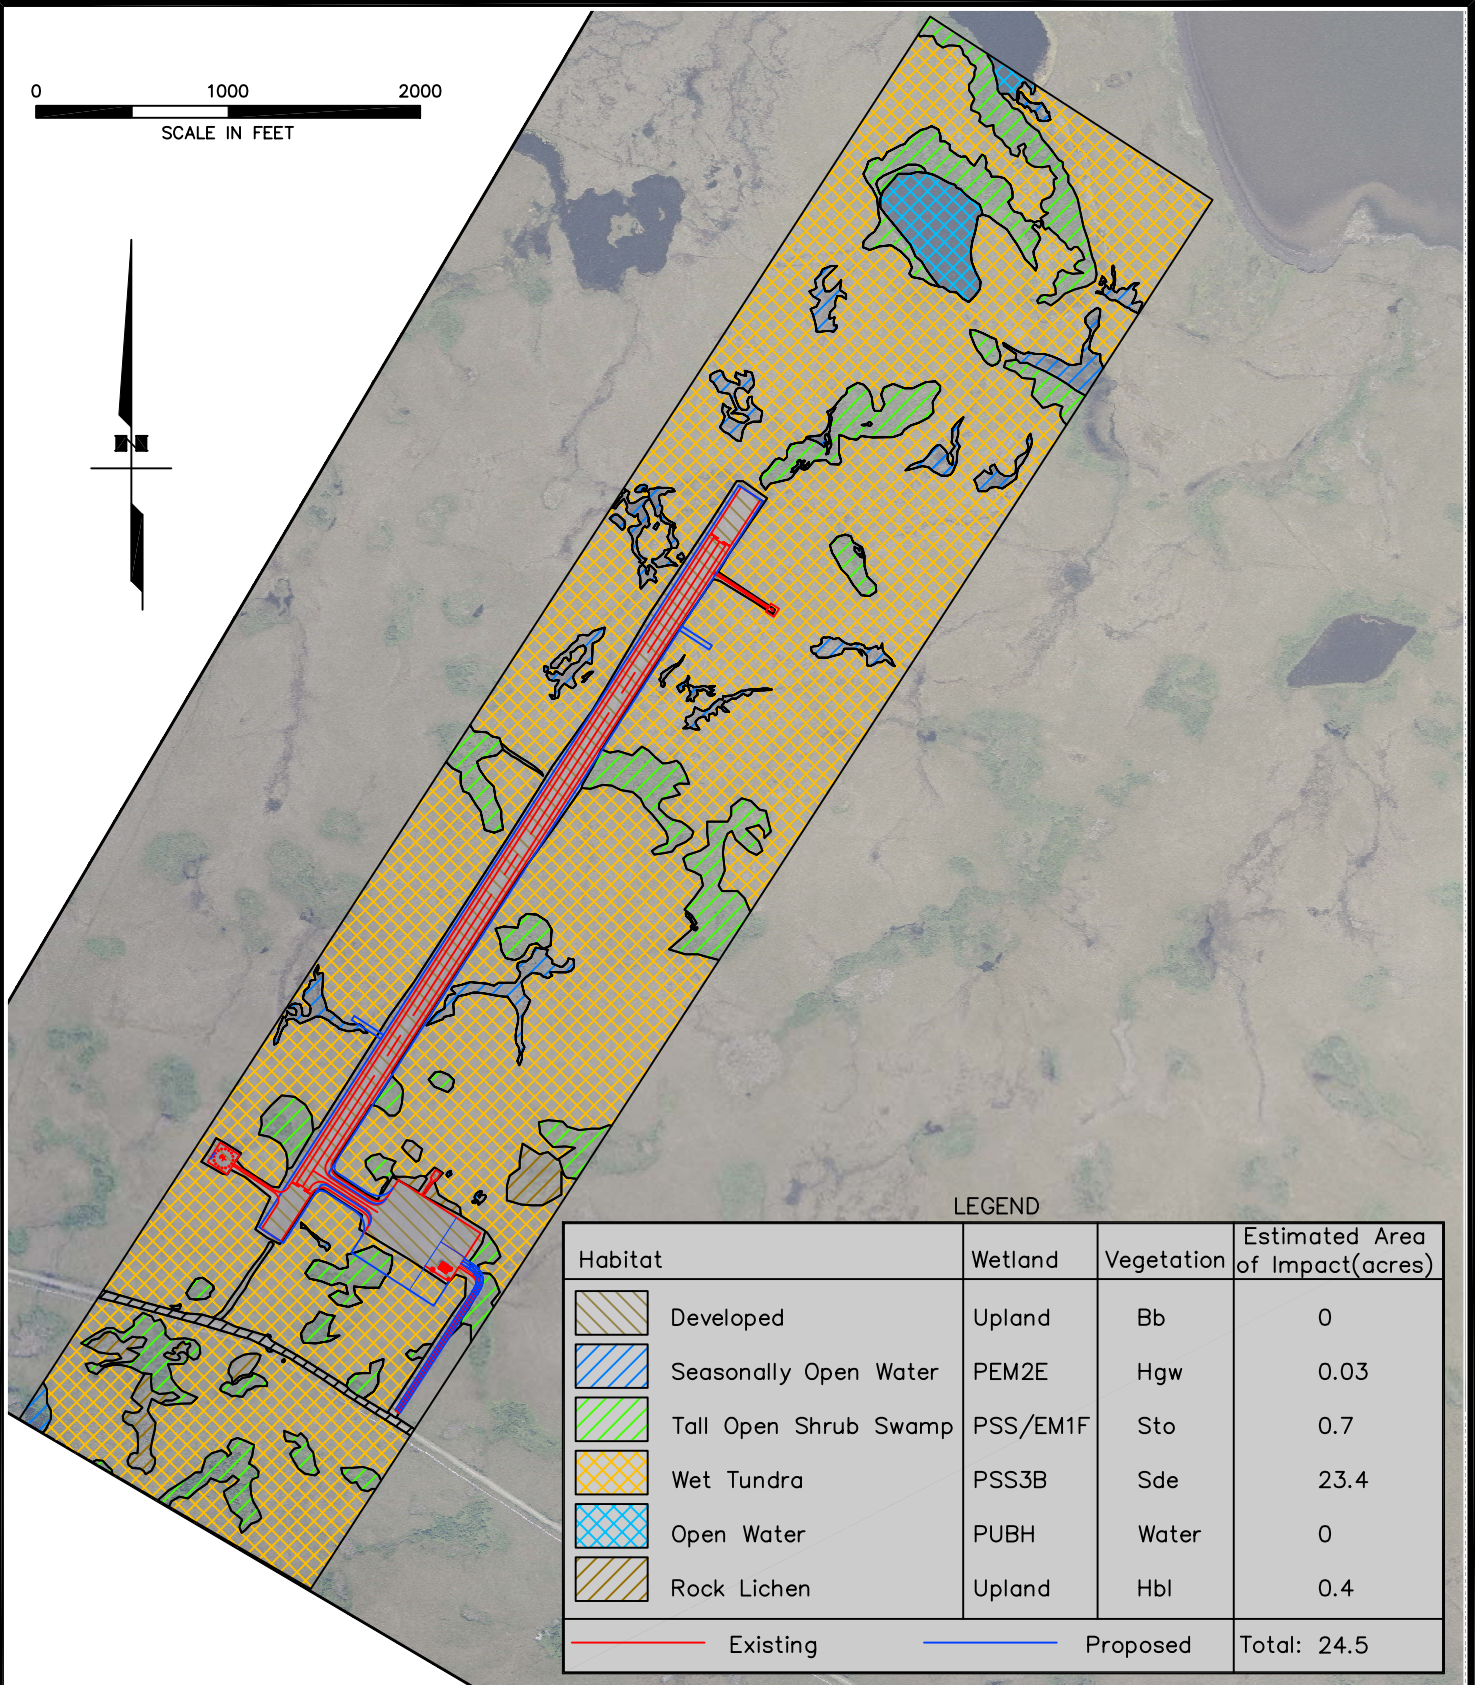 0 1000 2000
SCALE IN FEET
N
LEGEND
Habitat Wetland Vegetation Estimated Area of Impact(acres)
Developed Upland Bb 0
Seasonally Open Water PEM2E Hgw 0.03
Tall Open Shrub Swamp PSS/EM1F Sto 0.7
Wet Tundra PSS3B Sde 23.4
Open Water PUBH Water 0
Rock Lichen Upland Hbl 0.4
Existing Proposed Total: 24.5